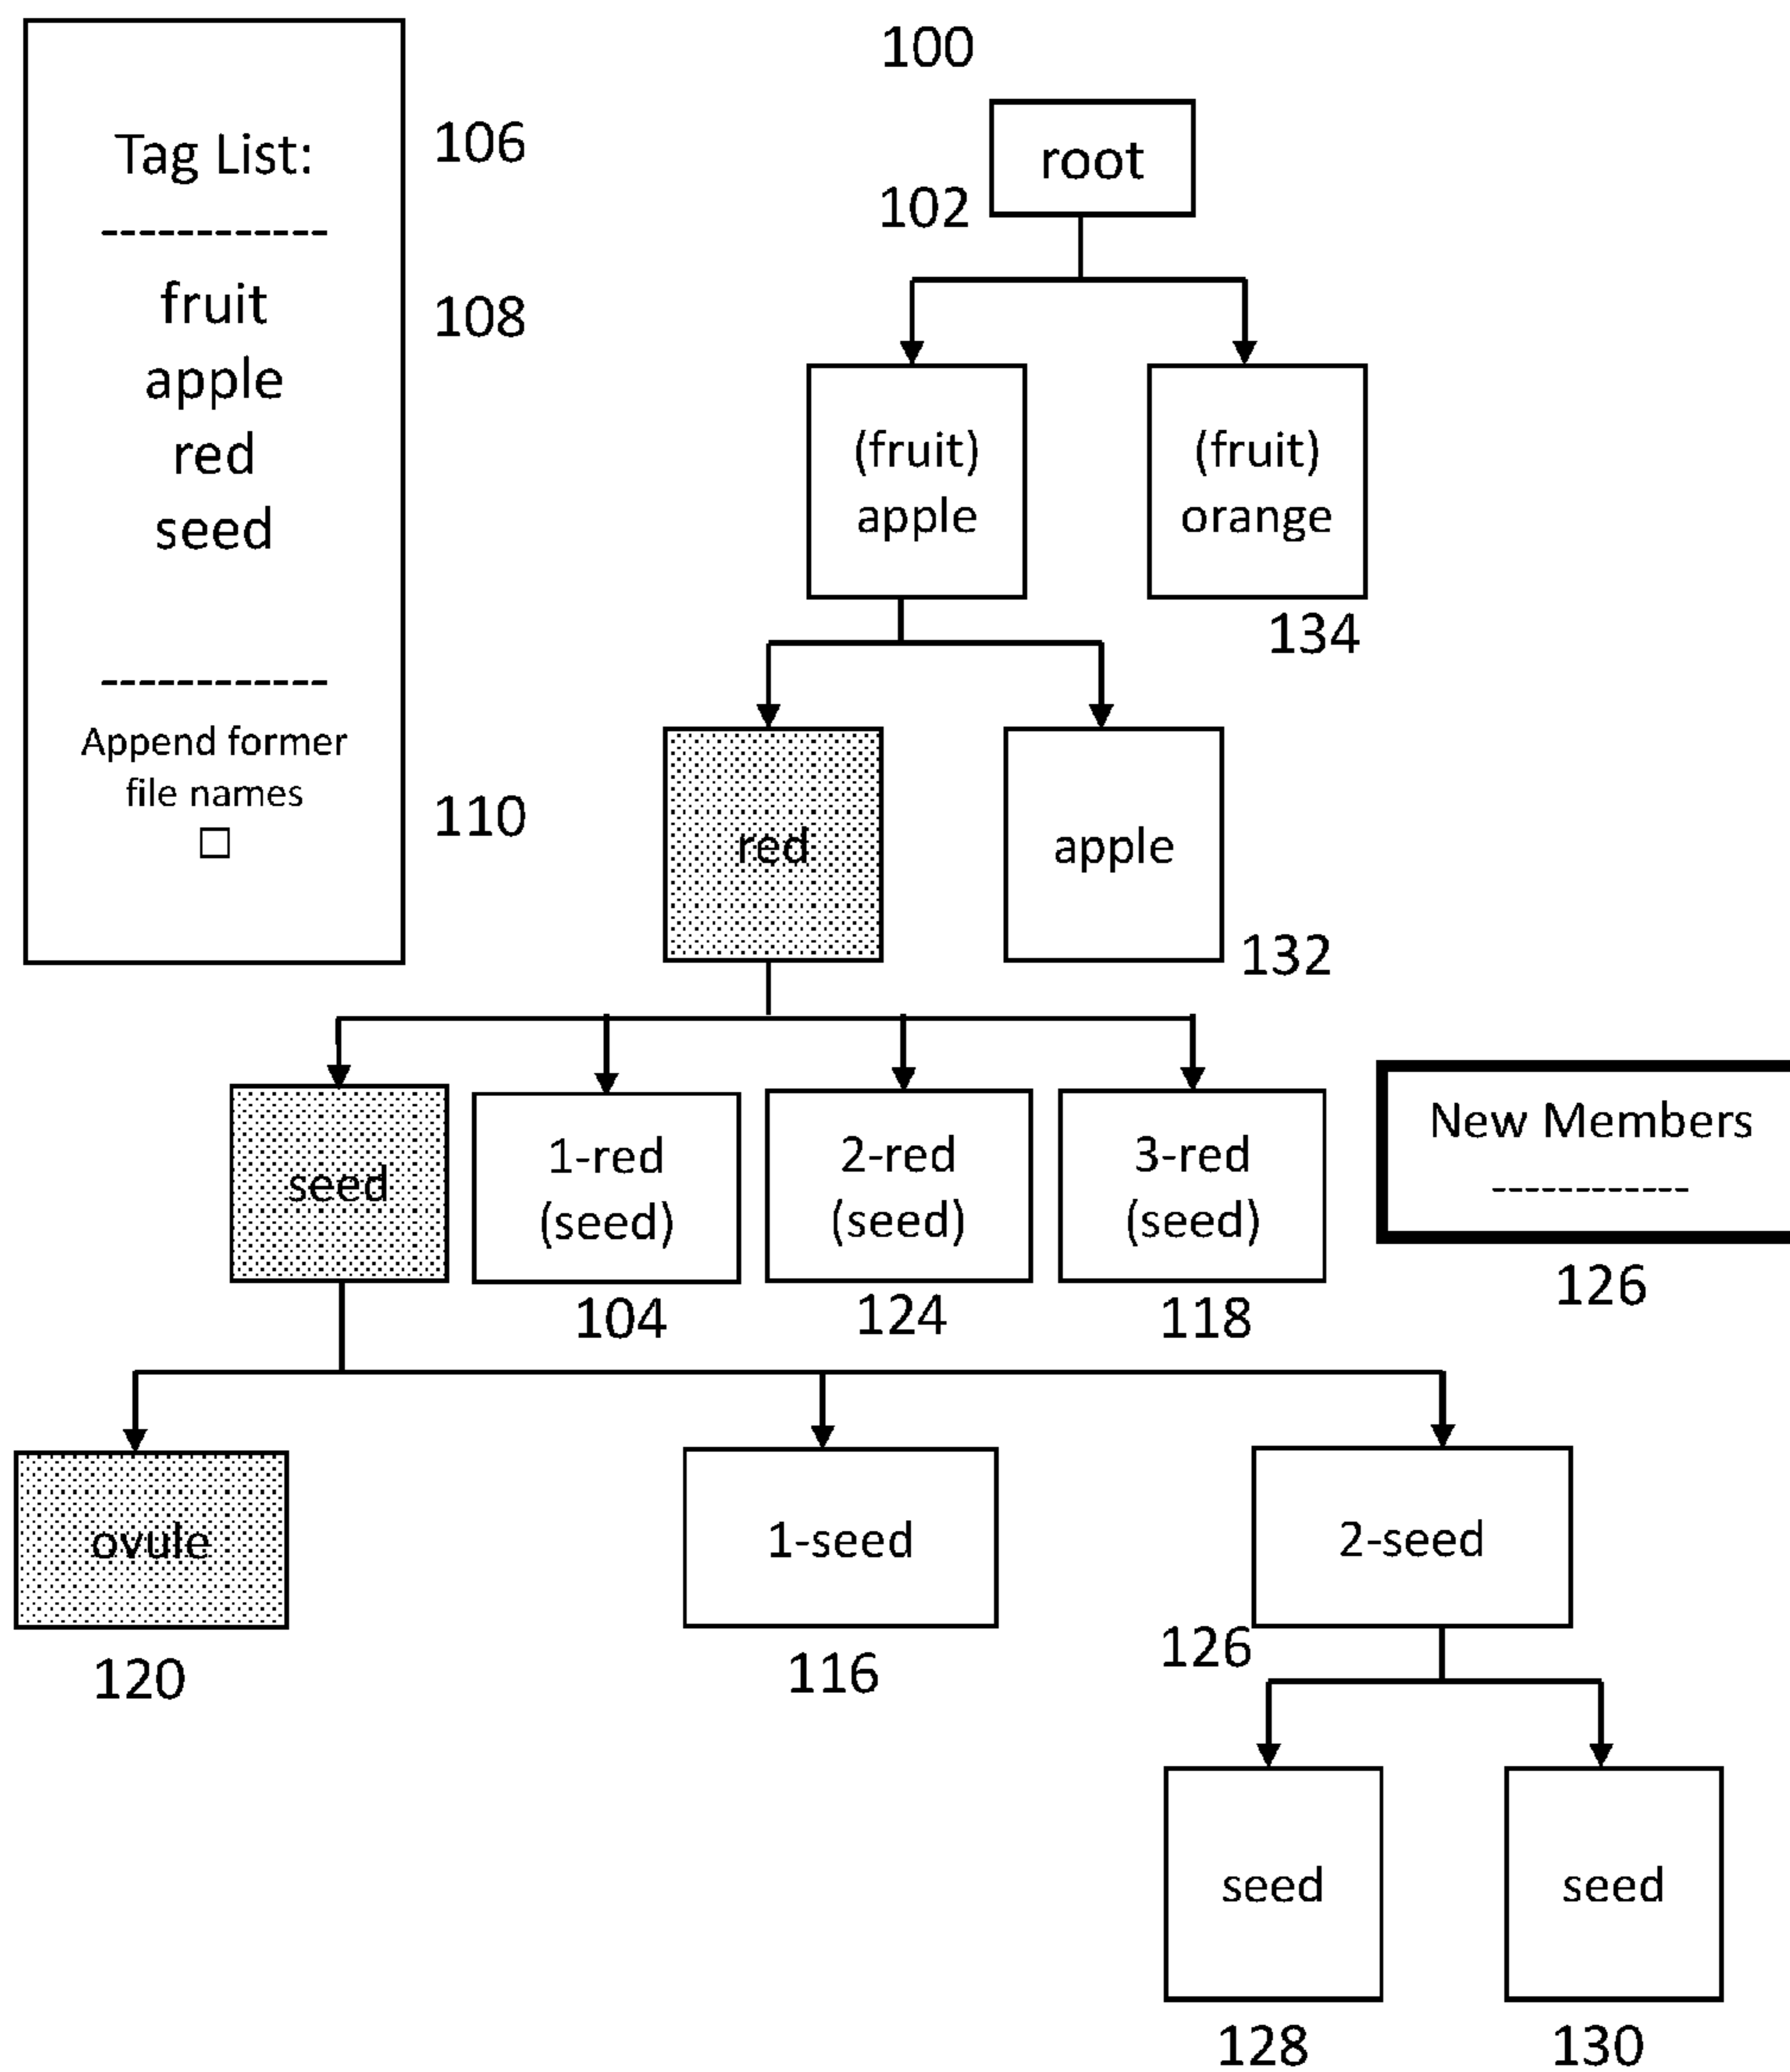 100
Tag List:
106
root
102
------------
fruit
108
apple
red
seed
(fruit)
apple
(fruit)
orange
134
------------
Append former
file names
110
red
apple
132
seed
1-red
(seed)
2-red
(seed)
3-red
(seed)
New Members
------------
104
124
118
126
ovule
1-seed
2-seed
120
116
126
seed
seed
128
130